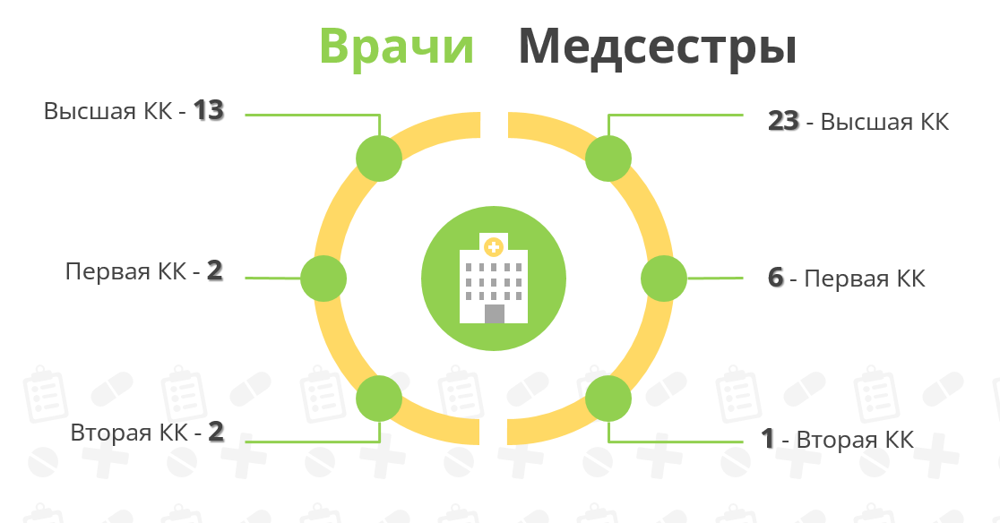 Врачи Медсестры
Высшая КК - 13
23 - Высшая КК
Первая КК - 2
6 - Первая КК
Вторая КК - 2
1 - Вторая КК